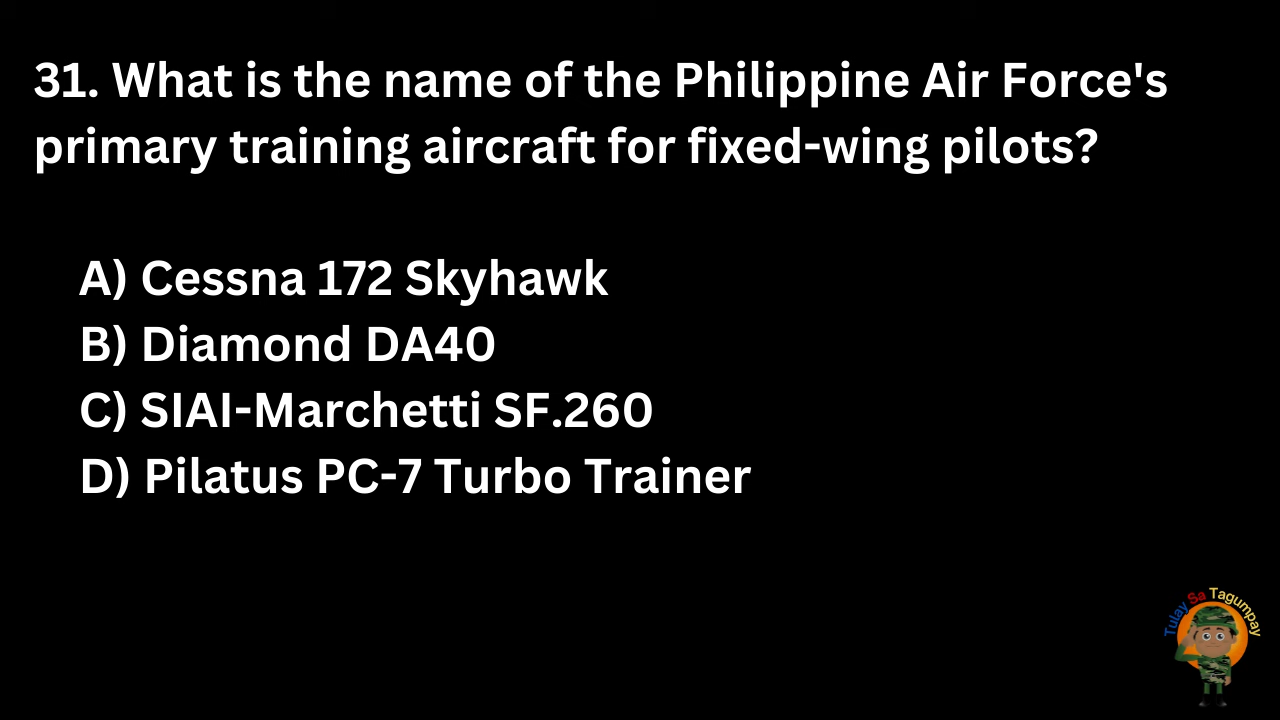 31. What is the name of the Philippine Air Force's
primary training aircraft for fixed-wing pilots?
A) Cessna 172 Skyhawk
B) Diamond DA40
C) SIAI-Marchetti SF.260
D) Pilatus PC-7 Turbo Trainer
Tulay Sa Tagumpay